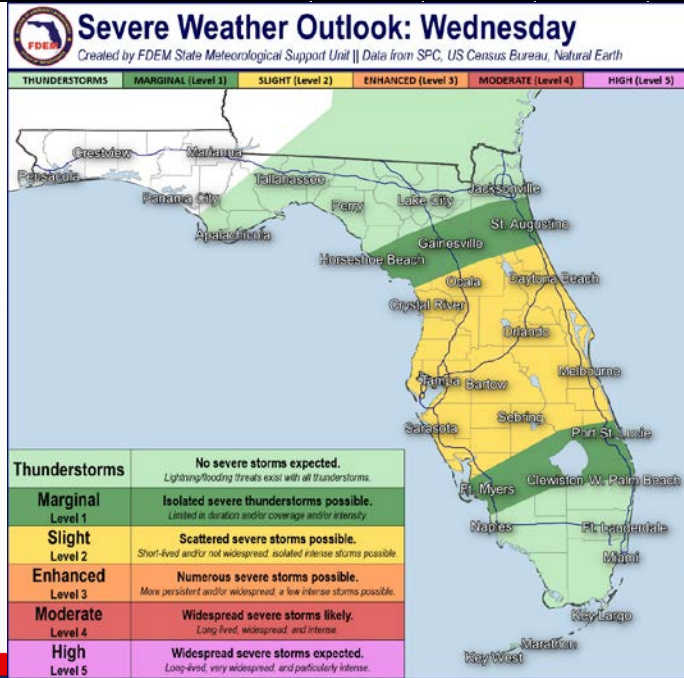 Severe Weather Outlook: Wednesday
Created by FDEM State Meteorological Support Unit || Data from SPC, US Census Bureau, Natural Earth
FDEM
THUNDERSTORMS MARGINAL (Level 1) SLIGHT (Level 2) ENHANCED (Level 3) MODERATE (Level 4) HIGH (Level 5)
Crestview Marianna
Pensacola
Panama City
Tallahassee
Apalachicola
Perry
Lake City
Jacksonville
St. Augustine
Gainesville
Horseshoe Beach
Ocala
Daytona Beach
Crystal River
Orlando
Melbourne
Tampa Bartow
Sebring
Sarasota
Port St. Lucie
Clewiston W. Palm Beach
Ft. Myers
Naples
Ft. Lauderdale
Miami
Key Largo
Marathon
Key West
Thunderstorms
No severe storms expected.
Lightning/flooding threats exist with all thunderstorms.
Marginal
Level 1
Isolated severe thunderstorms possible.
Limited in duration and/or coverage and/or intensity
Slight
Level 2
Scattered severe storms possible.
Short-lived and/or not widespread; isolated intense storms possible.
Enhanced
Level 3
Numerous severe storms possible.
More persistent and/or widespread; a few intense storms possible.
Moderate
Level 4
Widespread severe storms likely.
Long-lived, widespread, and intense.
High
Level 5
Widespread severe storms expected.
Long-lived, very widespread, and particularly intense.